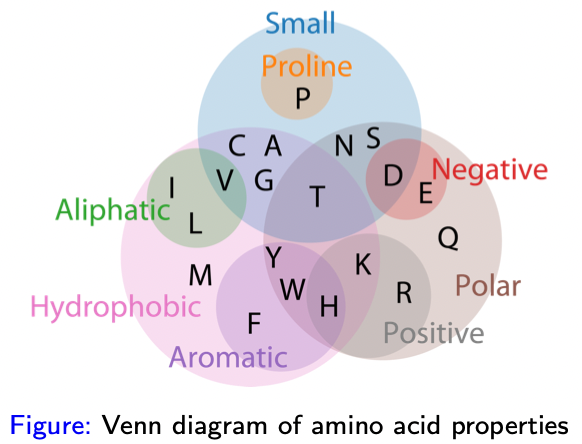 Small
Proline
P
C A N S
I V G T D E Negative
Aliphatic L Q
M Y K
Hydrophobic W H R Polar
F Positive
Aromatic
Figure: Venn diagram of amino acid properties